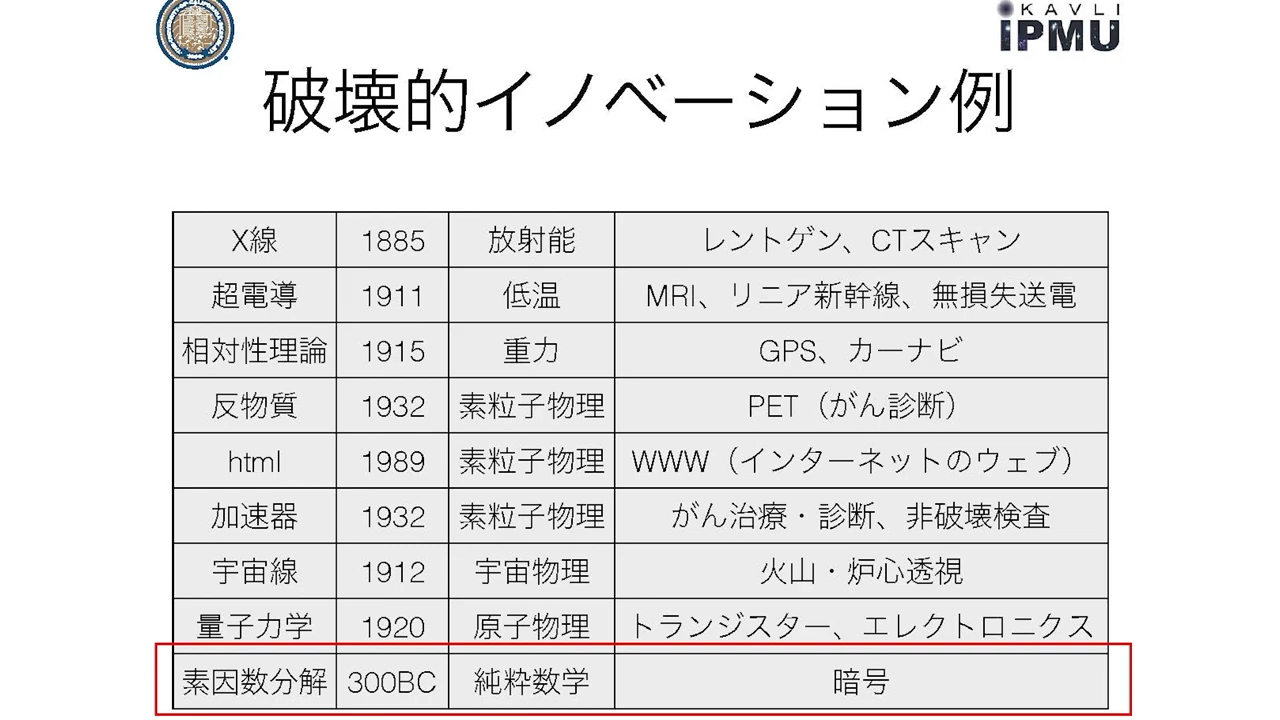 KAVLI
IPMU
破壊的イノベーション例
X線 1885 放射能 レントゲン、CTスキャン
超電導 1911 低温 MRI、リニア新幹線、無損失送電
相対性理論 1915 重力 GPS、カーナビ
反物質 1932 素粒子物理 PET（がん診断）
html 1989 素粒子物理 WWW（インターネットのウェブ）
加速器 1932 素粒子物理 がん治療・診断、非破壊検査
宇宙線 1912 宇宙物理 火山・炉心透視
量子力学 1920 原子物理 トランジスター、エレクトロニクス
素因数分解 300BC 純粋数学 暗号